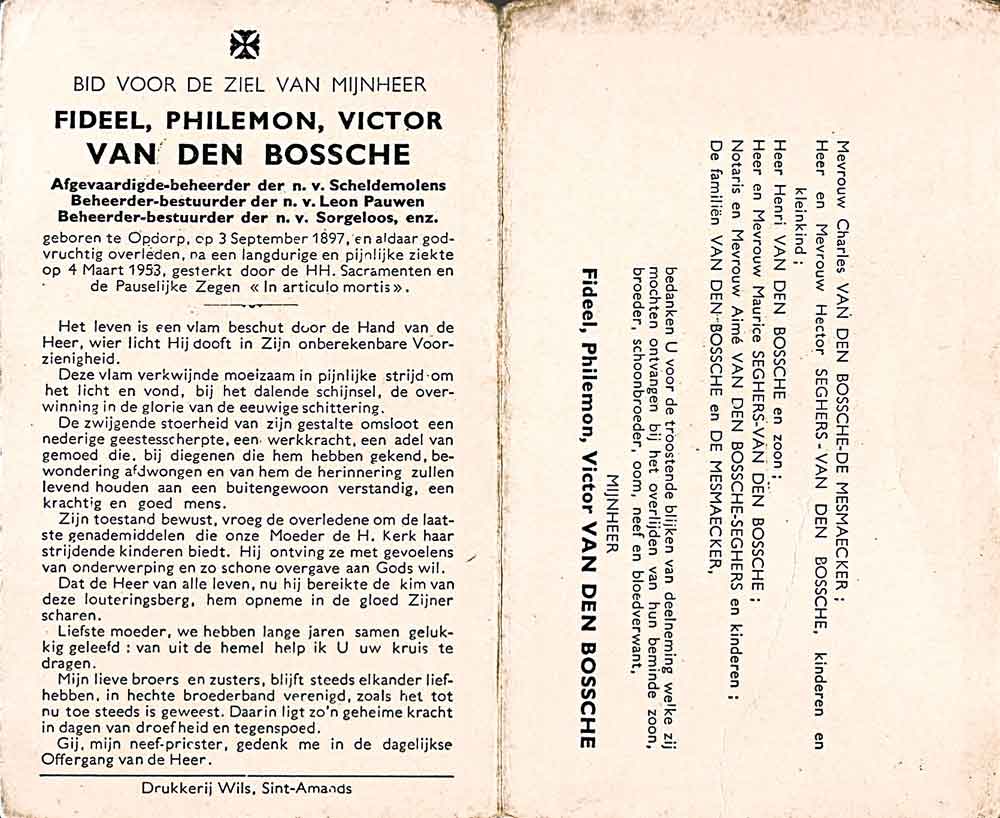 BID VOOR DE ZIEL VAN MIJNHEER
FIDEEL, PHILEMON, VICTOR
VAN DEN BOSSCHE
Afgevaardigde-beheerder der n. v. Scheldemolens
Beheerder-bestuurder der n. v. Leon Pauwen
Beheerder-bestuurder der n. v. Sorgeloos, enz.
geboren te Opdorp, op 3 September 1897, en aldaar god-
vruchtig overleden, na een langdurige en pijnlijke ziekte
op 4 Maart 1953, gesterkt door de HH. Sacramenten en
de Pauselijke Zegen « In articulo mortis ».
Het leven is een vlam beschut door de Hand van de
Heer, wier licht Hij dooft in Zijn onberekenbare Voor-
zienigheid.
Deze vlam verkwijnde moeizaam in pijnlijke strijd om
het licht en vond, bij het dalende schijnsel, de over-
winning in de glorie van de eeuwige schittering.
De zwijgende stoerheid van zijn gestalte omsloot een
nederige geestesscherpte, een werkkracht, een adel van
gemoed die, bij diegenen die hem hebben gekend, be-
wondering afdwongen en van hem de herinnering zullen
levend houden aan een buitengewoon verstandig, een
krachtig en goed mens.
Zijn toestand bewust, vroeg de overledene om de laat-
ste genademiddelen die onze Moeder de H. Kerk haar
strijdende kinderen biedt. Hij ontving ze met gevoelens
van onderwerping en zo schone overgave aan Gods wil.
Dat de Heer van alle leven, nu hij bereikte de kim van
deze louteringsberg, hem opneme in de gloed Zijner
scharen.
Liefste moeder, we hebben lange jaren samen geluk-
kig geleefd : van uit de hemel help ik U uw kruis te
dragen.
Mijn lieve broers en zusters, blijft steeds elkander lief-
hebben, in hechte broederband verenigd, zoals het tot
nu toe steeds is geweest. Daarin ligt zo'n geheime kracht
in dagen van droefheid en tegenspoed.
Gij, mijn neef-priester, gedenk me in de dagelijkse
Offergang van de Heer.
Drukkerij Wils, Sint-Amands
Mevrouw Charles VAN DEN BOSSCHE-DE MESMAECKER ;
Heer en Mevrouw Hector SEGHERS - VAN DEN BOSSCHE, kinderen en
kleinkind ;
Heer Henri VAN DEN BOSSCHE en zoon ;
Heer en Mevrouw Maurice SEGHERS-VAN DEN BOSSCHE ;
Notaris en Mevrouw Aimé VAN DEN BOSSCHE-SEGHERS en kinderen ;
De familiën VAN DEN BOSSCHE en DE MESMAECKER,
bedanken U voor de troostende blijken van deelneming welke zij
mochten ontvangen bij het overlijden van hun beminde zoon,
broeder, schoonbroeder, oom, neef en bloedverwant,
MIJNHEER
Fideel, Philemon, Victor VAN DEN BOSSCHE